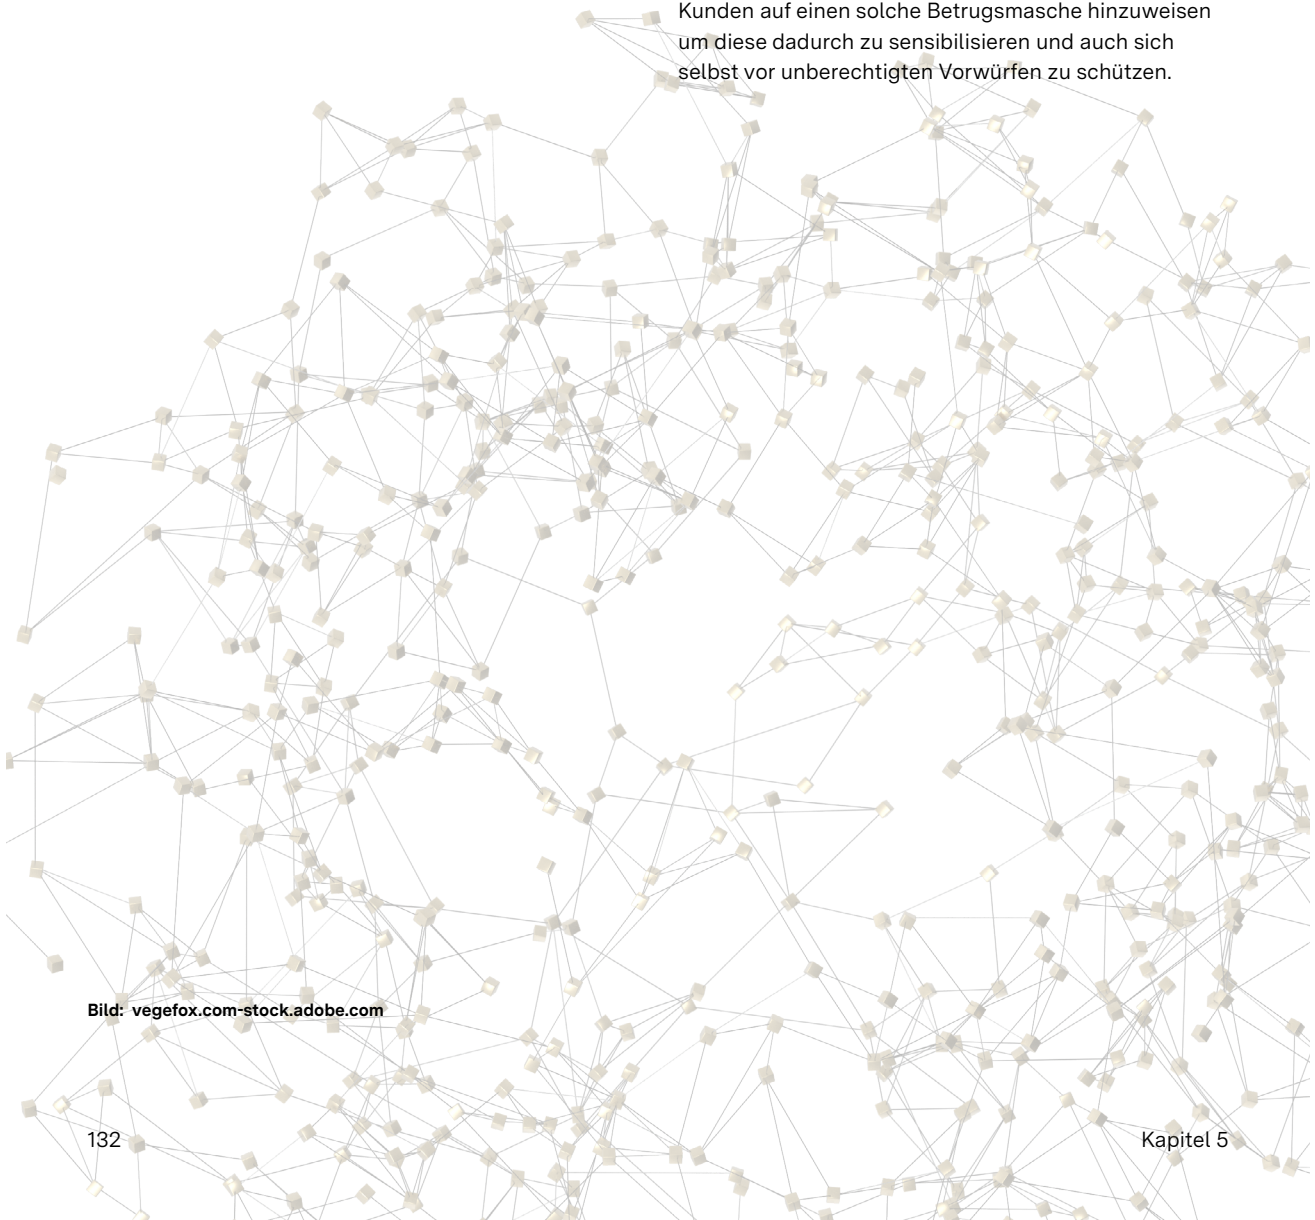 Kunden auf einen solche Betrugsmasche hinzuweisen
um diese dadurch zu sensibilisieren und auch sich
selbst vor unberechtigten Vorwürfen zu schützen.
Bild: vegefox.com-stock.adobe.com
132
Kapitel 5